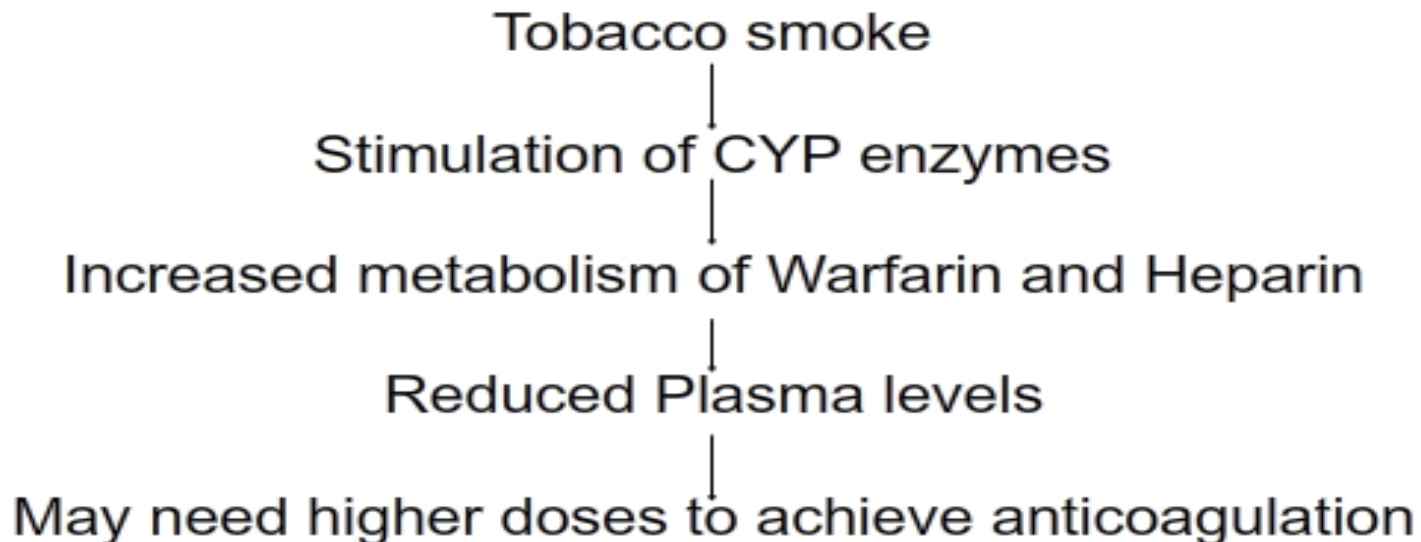 Tobacco smoke
Stimulation of CYP enzymes
Increased metabolism of Warfarin and Heparin
Reduced Plasma levels
May need higher doses to achieve anticoagulation